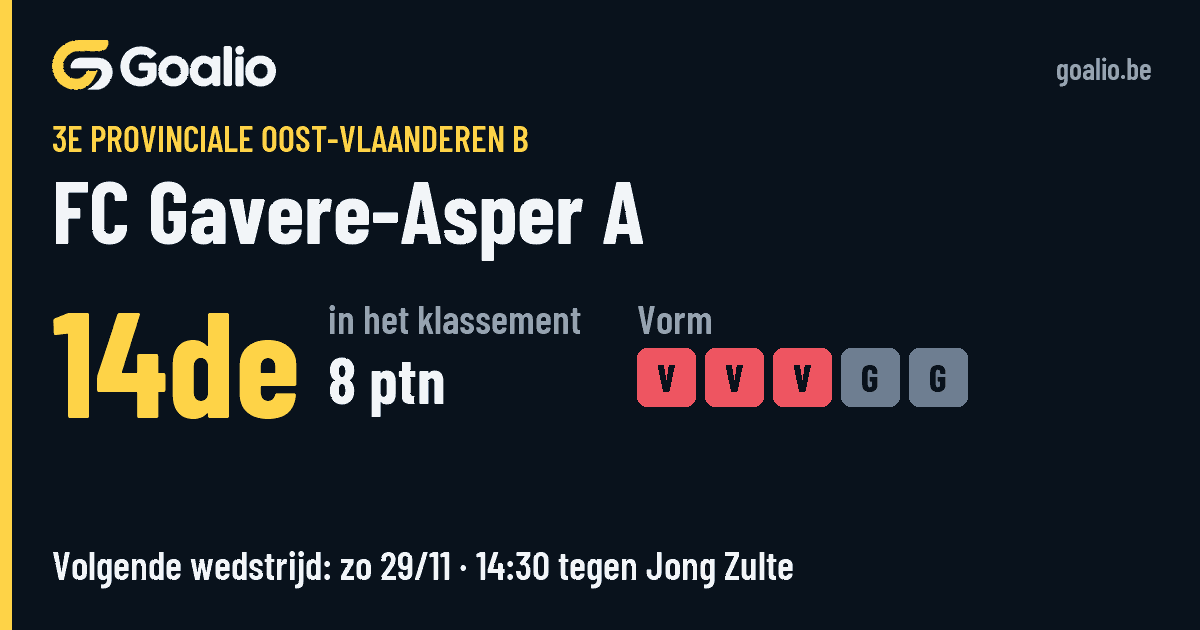 Goalio
goalio.be
3E PROVINCIALE OOST-VLAANDEREN B
FC Gavere-Asper A
14de
in het klassement
8 ptn
Vorm
V V V G G
Volgende wedstrijd: zo 29/11 · 14:30 tegen Jong Zulte